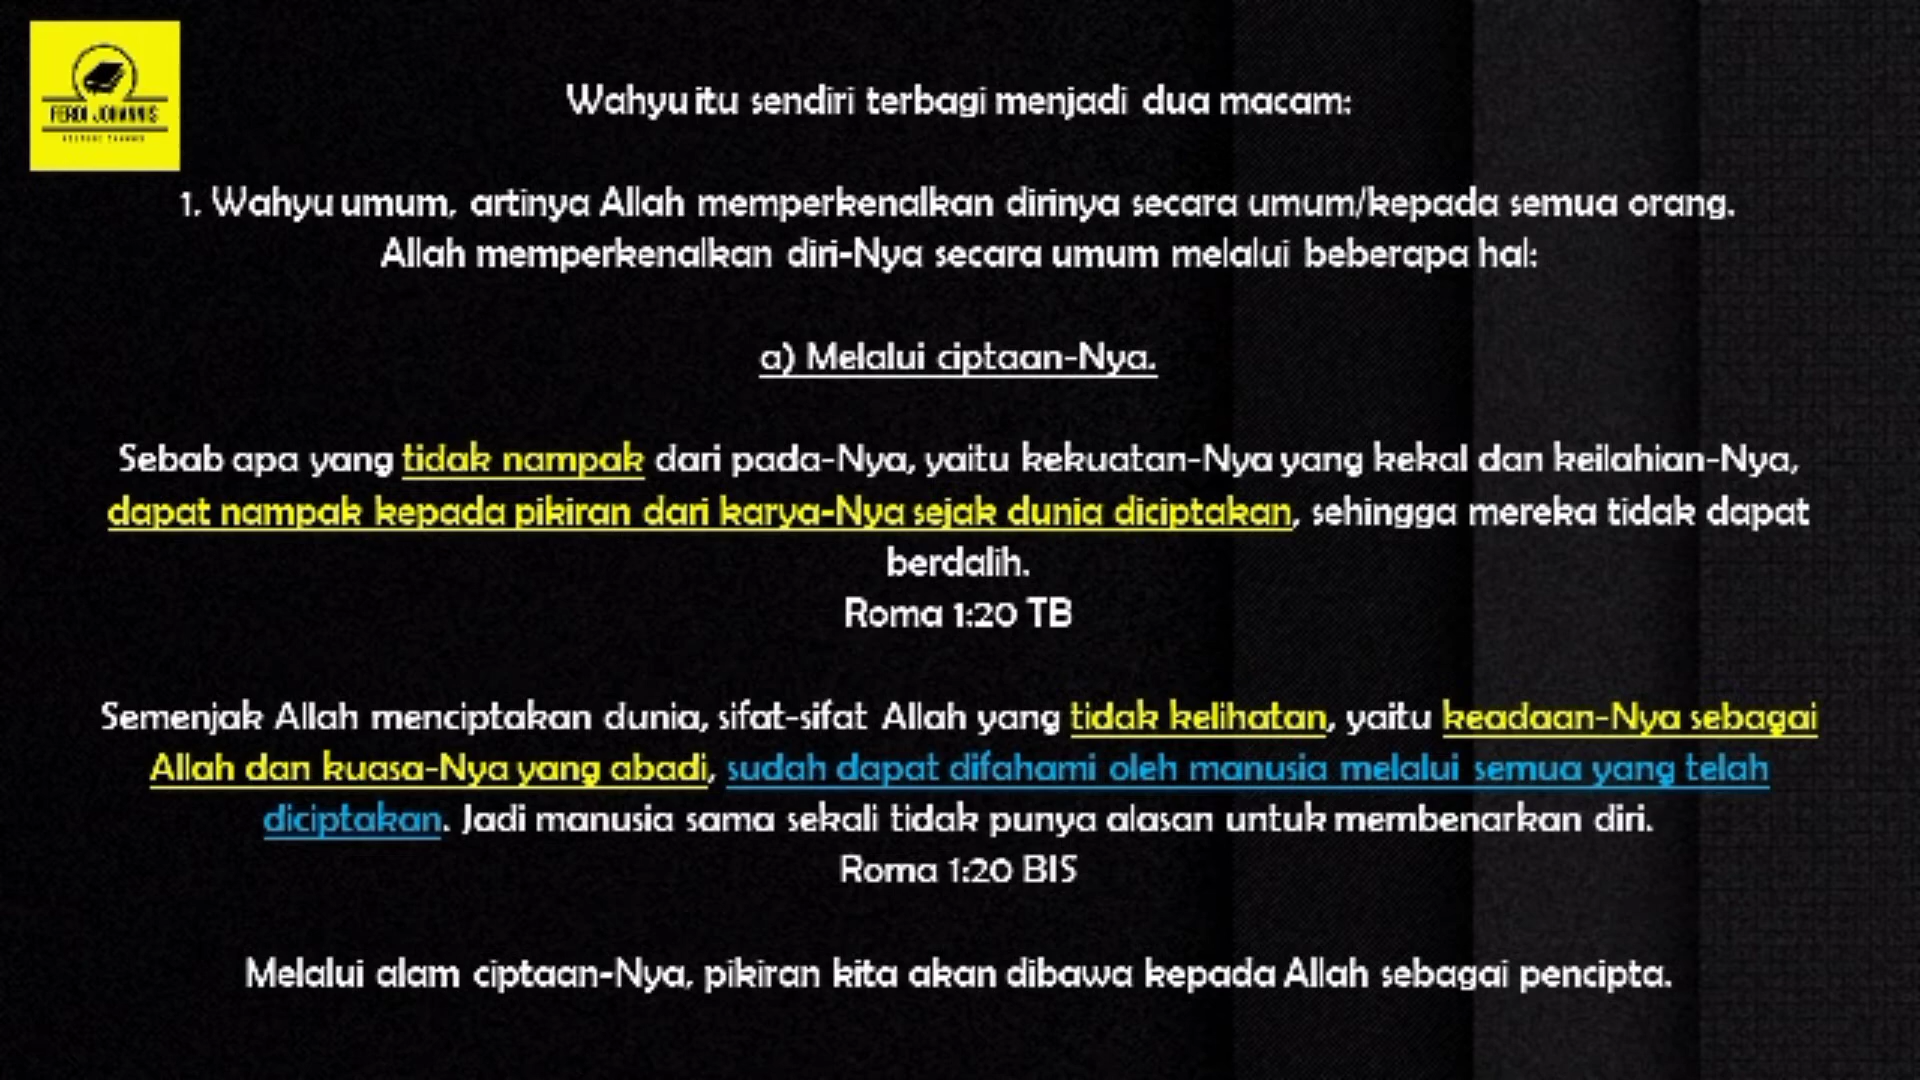 FERDI JOHANNIS
Wahyu itu sendiri terbagi menjadi dua macam:
1. Wahyu umum, artinya Allah memperkenalkan dirinya secara umum/kepada semua orang.
Allah memperkenalkan diri-Nya secara umum melalui beberapa hal:
a) Melalui ciptaan-Nya.
Sebab apa yang tidak nampak dari pada-Nya, yaitu kekuatan-Nya yang kekal dan keilahian-Nya,
dapat nampak kepada pikiran dari karya-Nya sejak dunia diciptakan, sehingga mereka tidak dapat
berdalih.
Roma 1:20 TB
Semenjak Allah menciptakan dunia, sifat-sifat Allah yang tidak kelihatan, yaitu keadaan-Nya sebagai
Allah dan kuasa-Nya yang abadi, sudah dapat difahami oleh manusia melalui semua yang telah
diciptakan. Jadi manusia sama sekali tidak punya alasan untuk membenarkan diri.
Roma 1:20 BIS
Melalui alam ciptaan-Nya, pikiran kita akan dibawa kepada Allah sebagai pencipta.